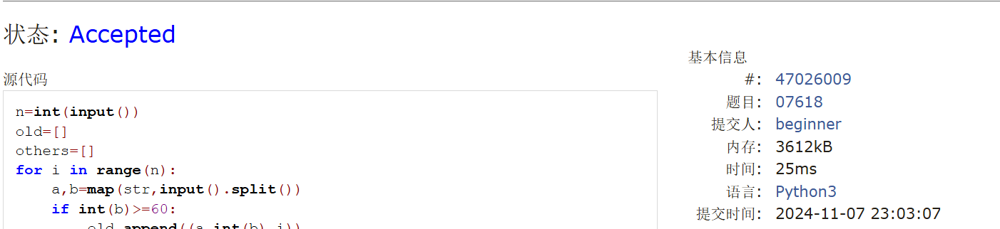 状态: Accepted
源代码
n=int(input())
old=[]
others=[]
for i in range(n):
    a,b=map(str,input().split())
    if int(b)>=60:
        old.append((a,int(b),i))
基本信息
#: 47026009
题目: 07618
提交人: beginner
内存: 3612kB
时间: 25ms
语言: Python3
提交时间: 2024-11-07 23:03:07